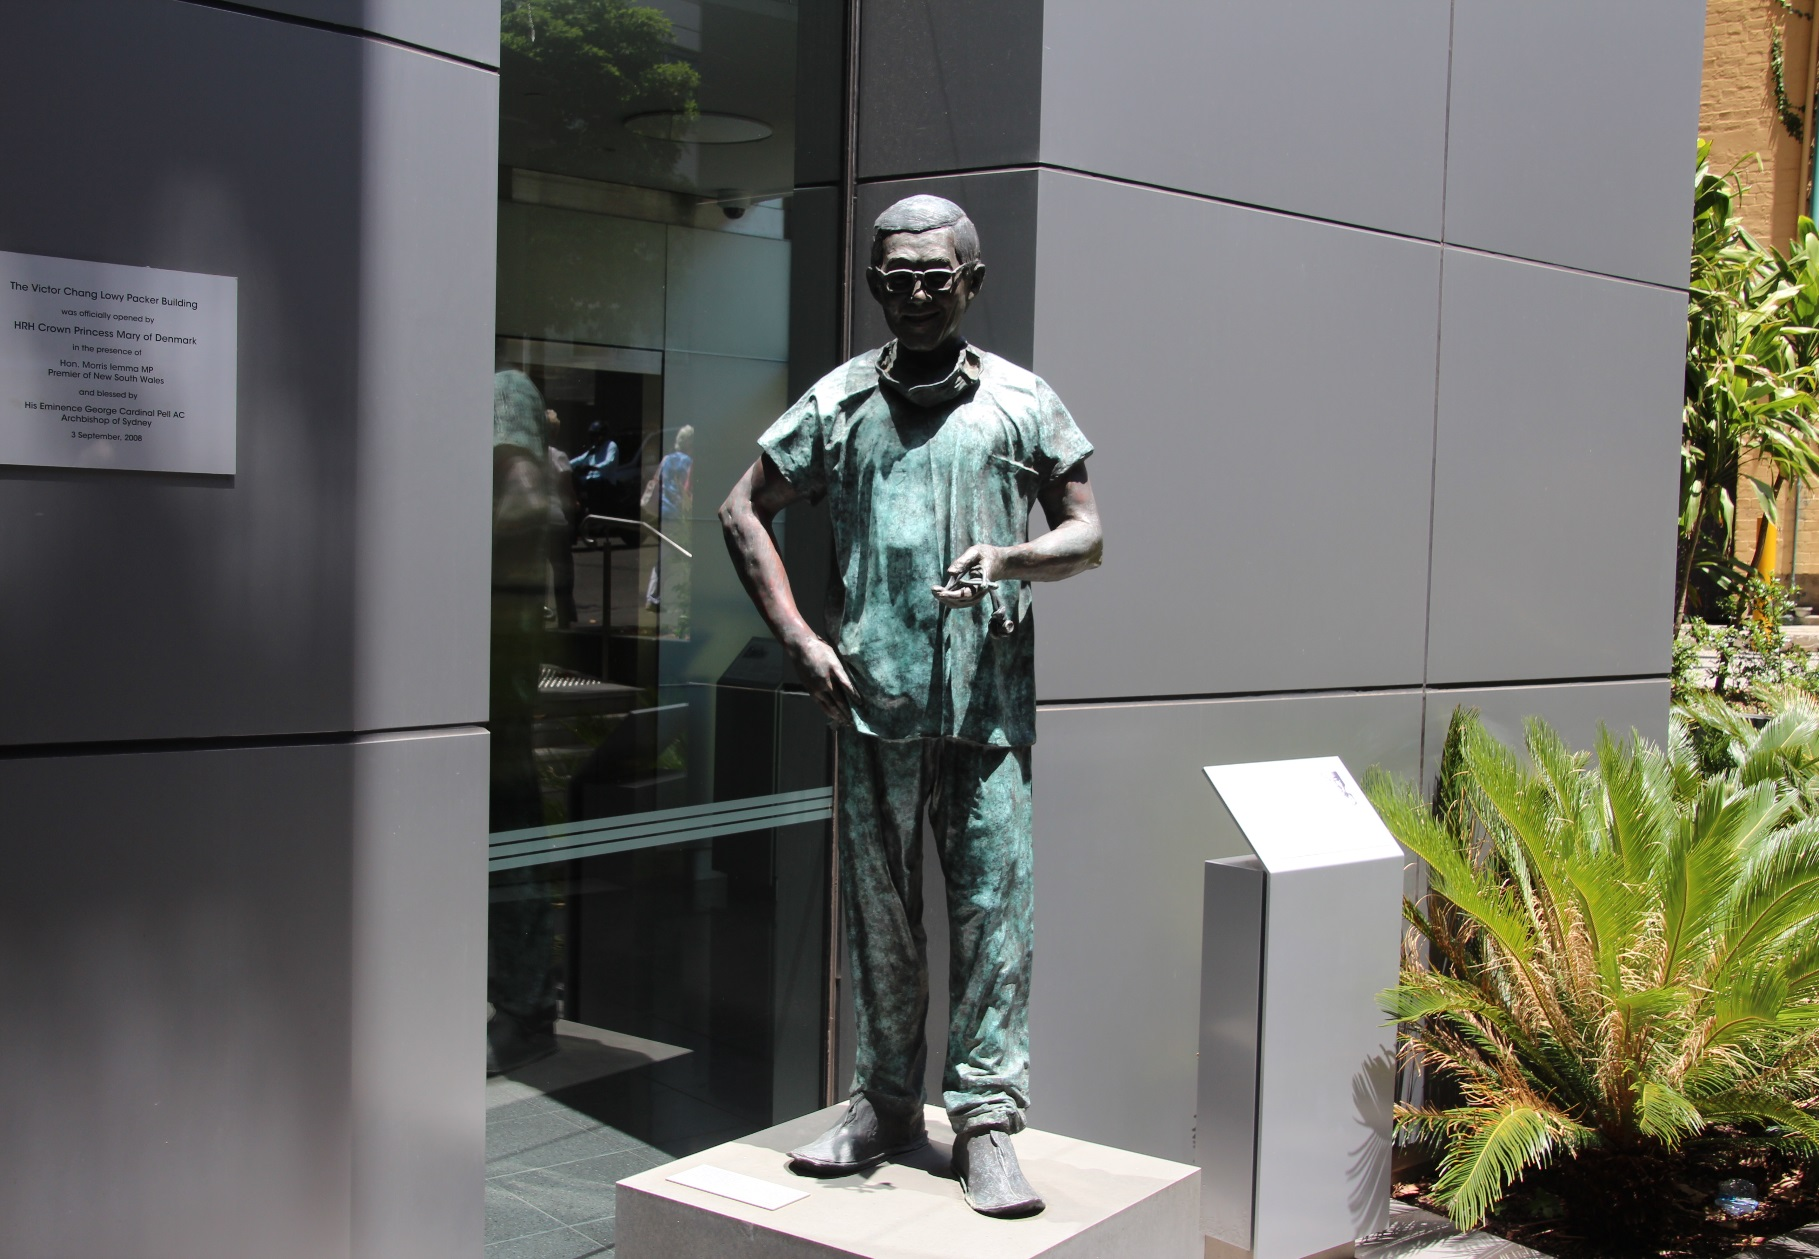 The Victor Chang Lowy Packer Building
was officially opened by
HRH Crown Princess Mary of Denmark
in the presence of
Hon. Morris Iemma MP
Premier of New South Wales
and blessed by
His Eminence George Cardinal Pell AC
Archbishop of Sydney
3 September, 2008